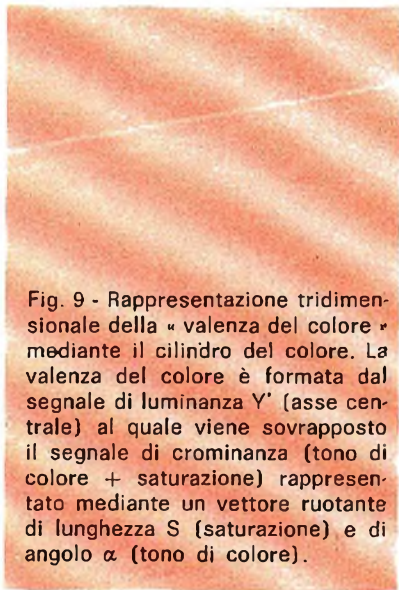 Fig. 9 - Rappresentazione tridimen-
sionale della « valenza del colore »
mediante il cilindro del colore. La
valenza del colore è formata dal
segnale di luminanza Y' (asse cen-
trale) al quale viene sovrapposto
il segnale di crominanza (tono di
colore + saturazione) rappresen-
tato mediante un vettore ruotante
di lunghezza S (saturazione) e di
angolo α (tono di colore).